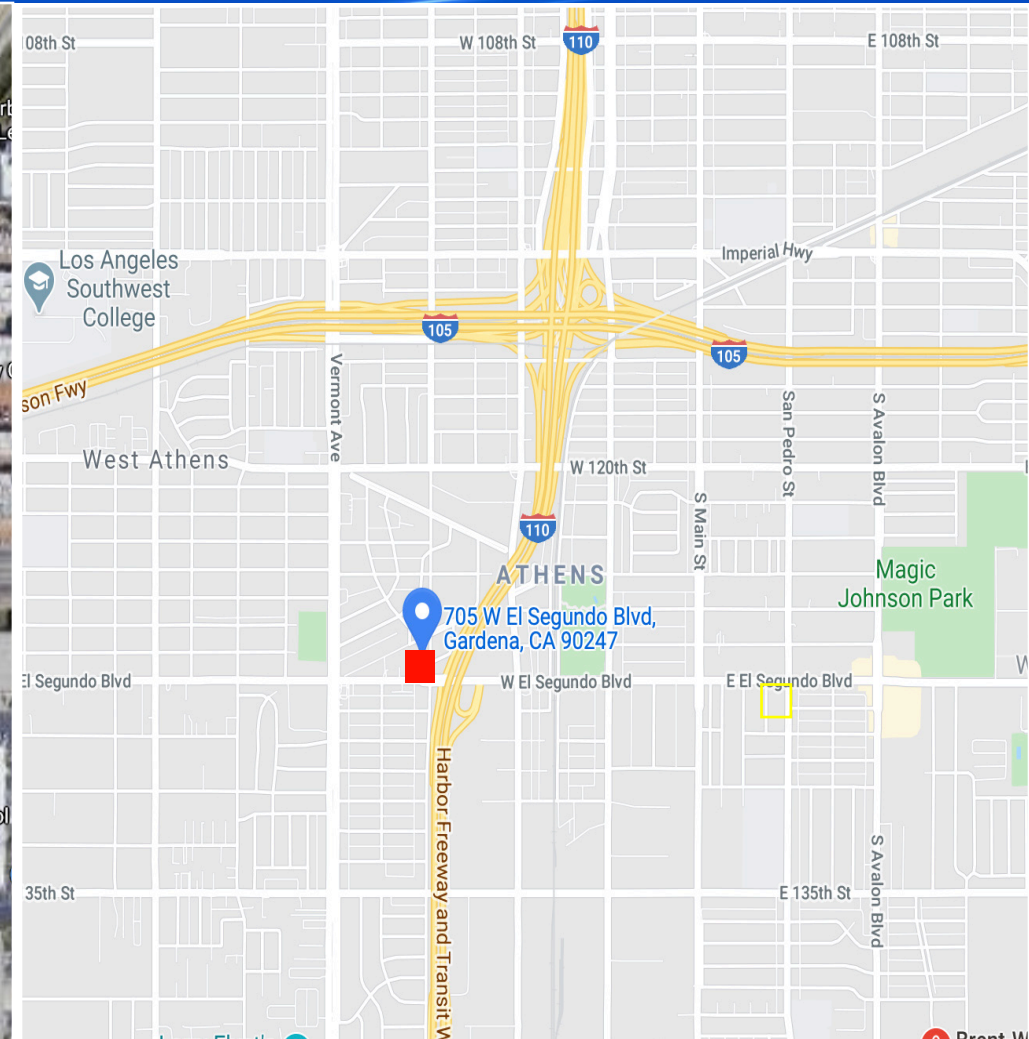 08th St
W 108th St
110
E 108th St
Imperial Hwy
Los Angeles
Southwest
College
105
105
son Fwy
Vermont Ave
San Pedro St
S Avalon Blvd
West Athens
W 120th St
S Main St
110
ATHENS
Magic
Johnson Park
705 W El Segundo Blvd,
Gardena, CA 90247
El Segundo Blvd
W El Segundo Blvd
E El Segundo Blvd
W
Harbor Freeway and Transit W
S Avalon Blvd
35th St
E 135th St